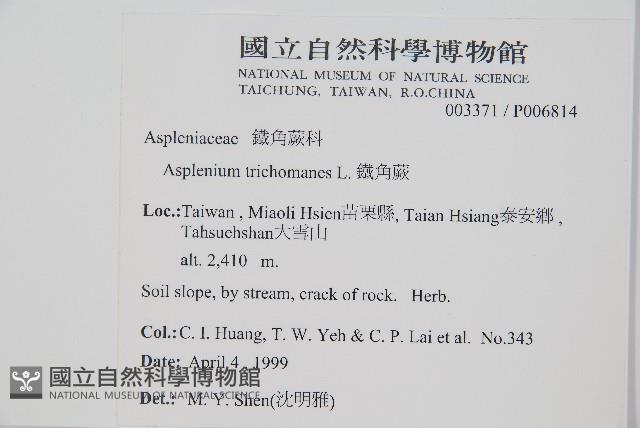 國立自然科學博物館
NATIONAL MUSEUM OF NATURAL SCIENCE
TAICHUNG, TAIWAN, R.O.CHINA
003371 / P006814
Aspleniaceae 鐵角蕨科
Asplenium trichomanes L. 鐵角蕨
Loc.:Taiwan , Miaoli Hsien苗栗縣, Taian Hsiang泰安鄉 ,
Tahsuehshan大雪山
alt. 2,410 m.
Soil slope, by stream, crack of rock. Herb.
Col.:C. I. Huang, T. W. Yeh & C. P. Lai et al. No.343
Date: April 4 1999
國立自然科學博物館
NATIONAL MUSEUM OF NATURAL SCIENCE
Det.: M. Y. Shen(沈明雅)